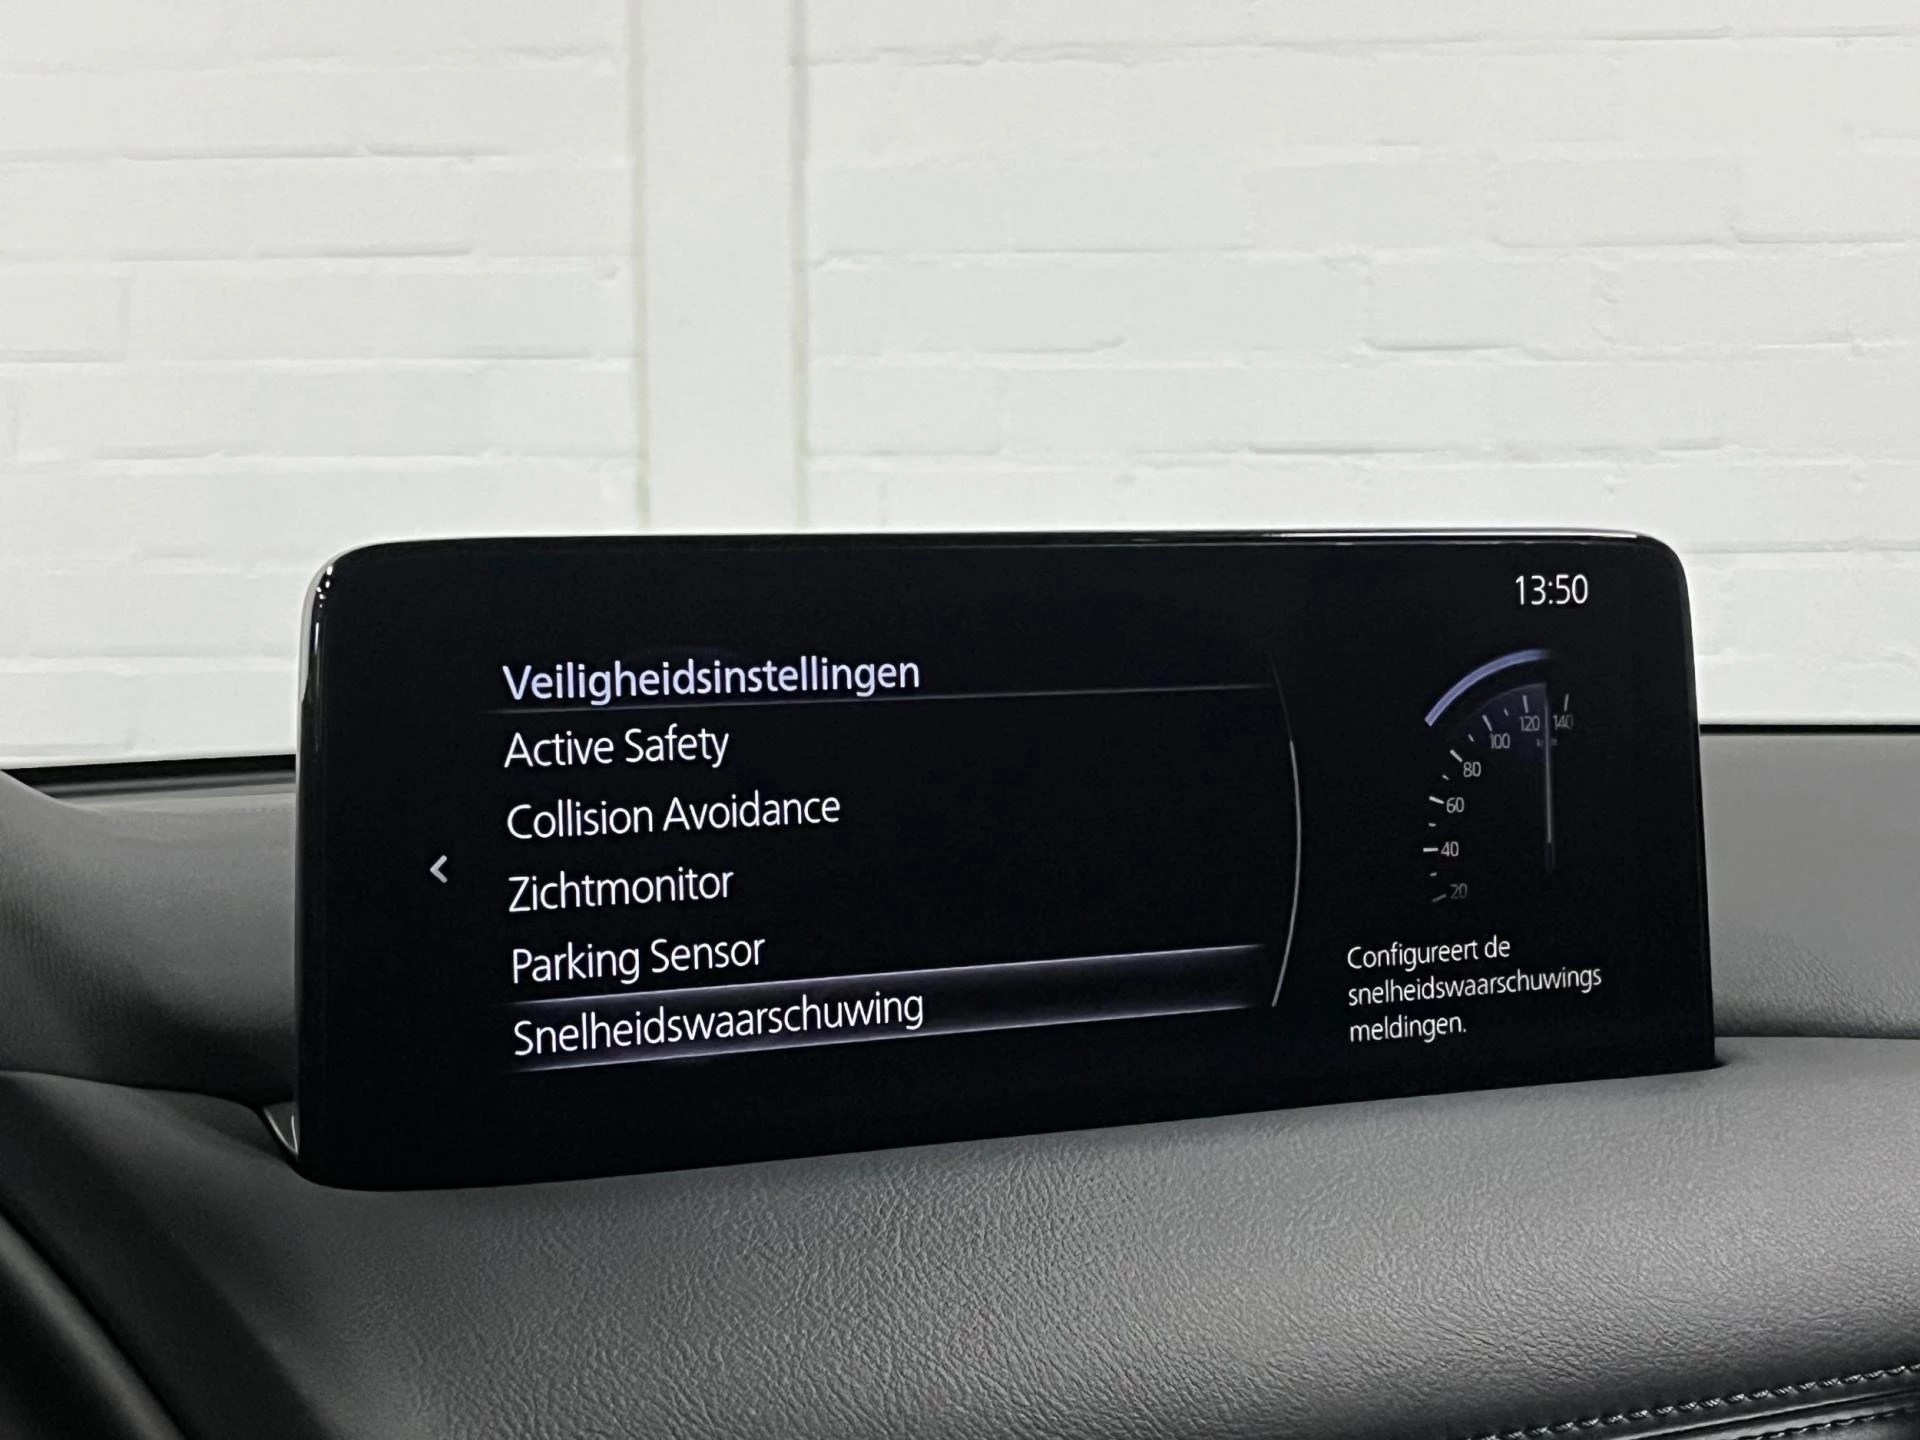 13:50
Veiligheidsinstellingen
Active Safety
Collision Avoidance
Zichtmonitor
Parking Sensor
Snelheidswaarschuwing
140
120
100
80
60
40
20
Configureert de
snelheidswaarschuwings
meldingen.